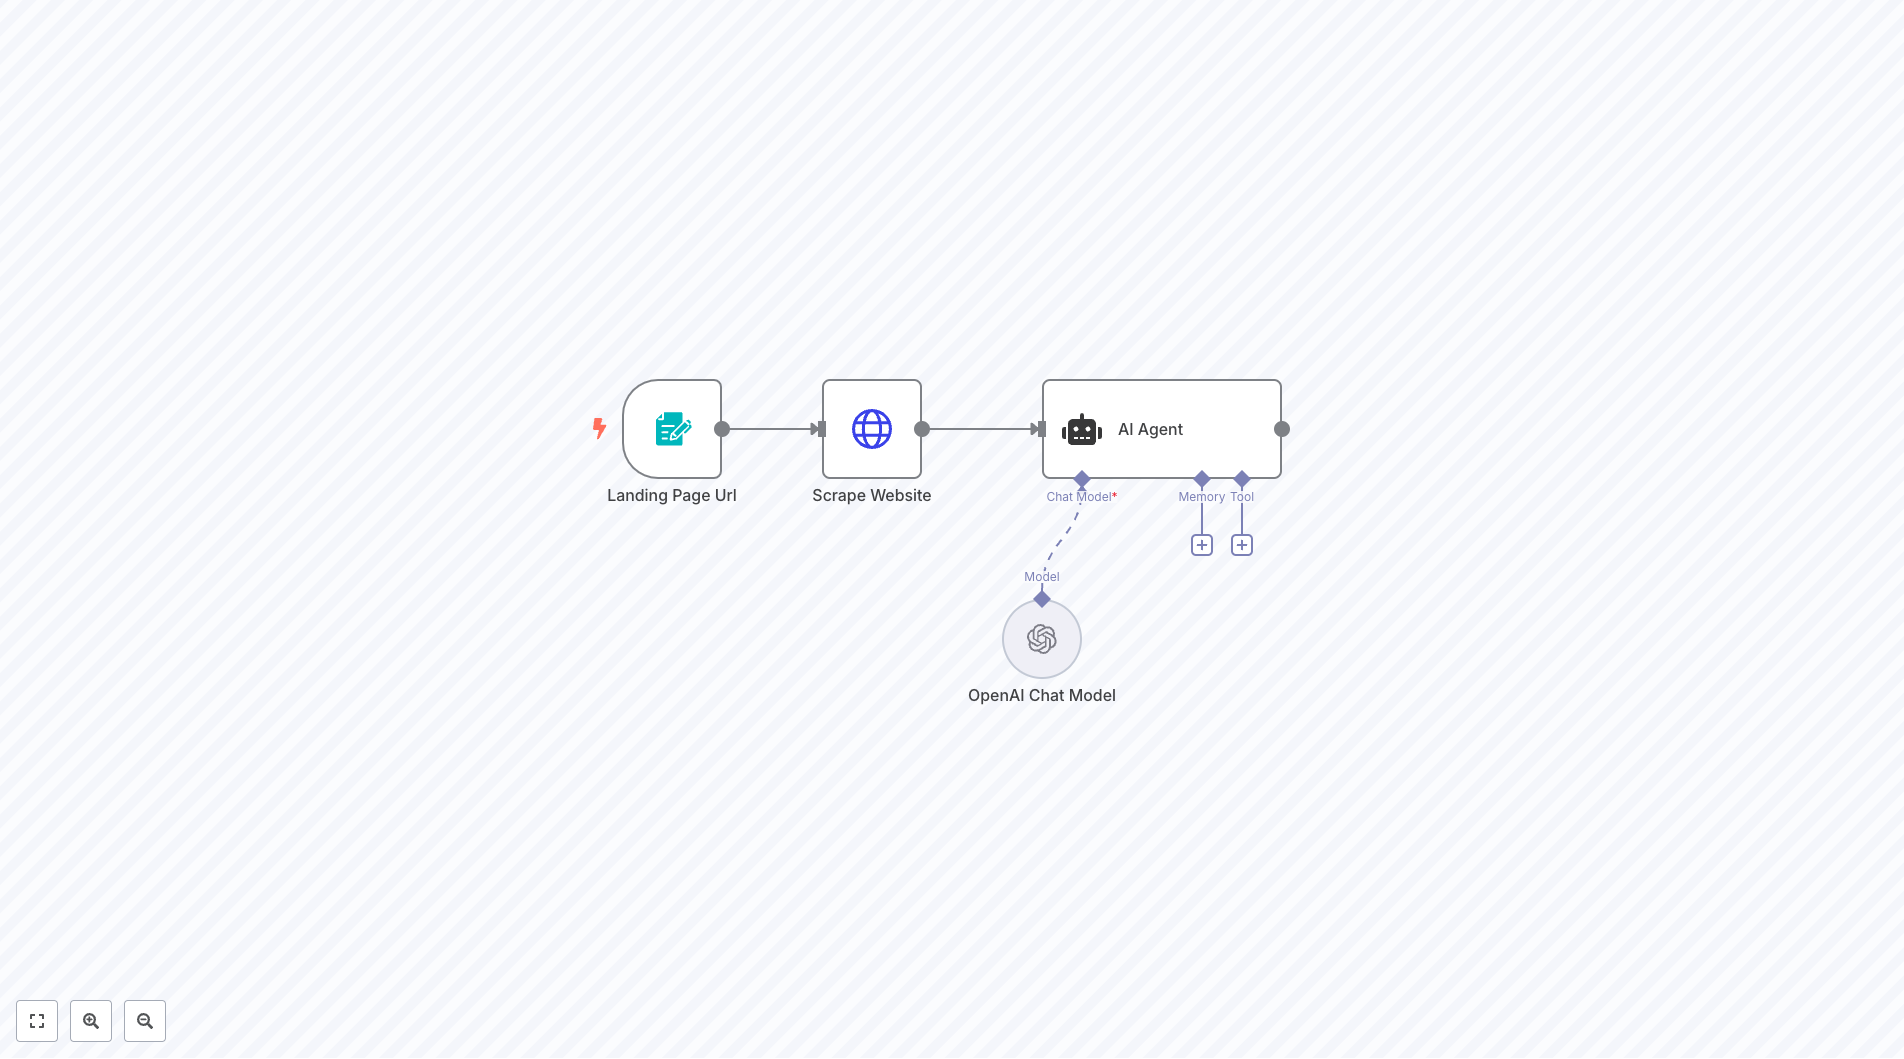 AI Agent
Landing Page Url
Scrape Website
Chat Model*
Memory
Tool
Model
OpenAI Chat Model